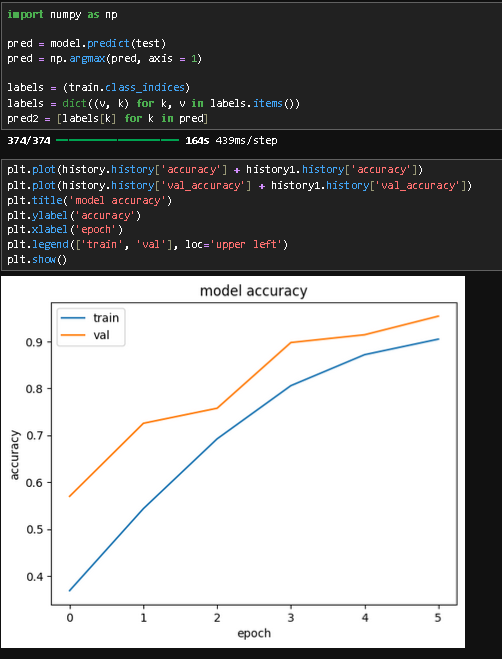 import numpy as np
pred = model.predict(test)
pred = np.argmax(pred, axis = 1)
labels = (train.class_indices)
labels = dict((v, k) for k, v in labels.items())
pred2 = [labels[k] for k in pred]
374/374 ━━━━━━━━━━━━━━━━━━━━ 164s 439ms/step
plt.plot(history.history['accuracy'] + history1.history['accuracy'])
plt.plot(history.history['val_accuracy'] + history1.history['val_accuracy'])
plt.title('model accuracy')
plt.ylabel('accuracy')
plt.xlabel('epoch')
plt.legend(['train', 'val'], loc='upper left')
plt.show()
model accuracy
train
val
0.9
0.8
0.7
0.6
0.5
0.4
accuracy
0 1 2 3 4 5
epoch